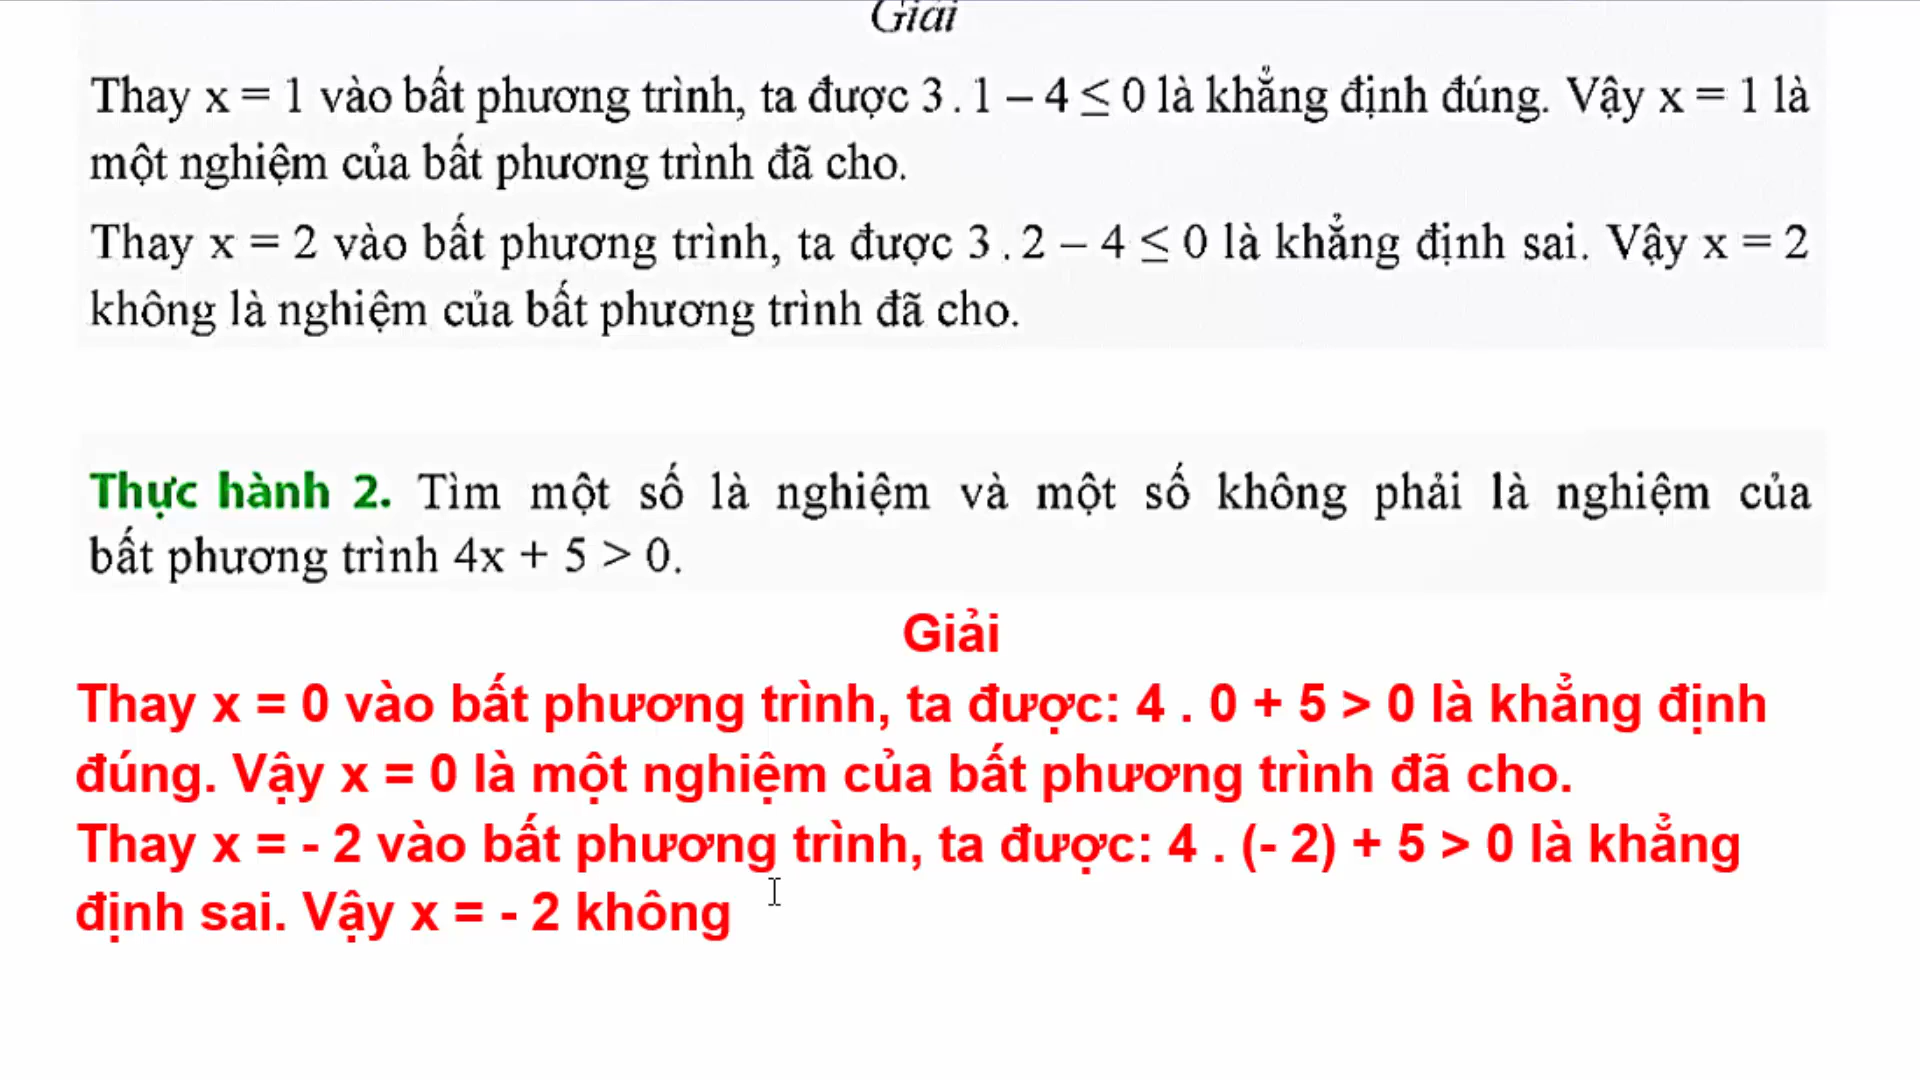 Giải
Thay x = 1 vào bất phương trình, ta được 3 . 1 – 4 ≤ 0 là khẳng định đúng. Vậy x = 1 là
một nghiệm của bất phương trình đã cho.
Thay x = 2 vào bất phương trình, ta được 3 . 2 – 4 ≤ 0 là khẳng định sai. Vậy x = 2
không là nghiệm của bất phương trình đã cho.
Thực hành 2. Tìm một số là nghiệm và một số không phải là nghiệm của
bất phương trình 4x + 5 > 0.
Giải
Thay x = 0 vào bất phương trình, ta được: 4 . 0 + 5 > 0 là khẳng định
đúng. Vậy x = 0 là một nghiệm của bất phương trình đã cho.
Thay x = - 2 vào bất phương trình, ta được: 4 . (- 2) + 5 > 0 là khẳng
định sai. Vậy x = - 2 không